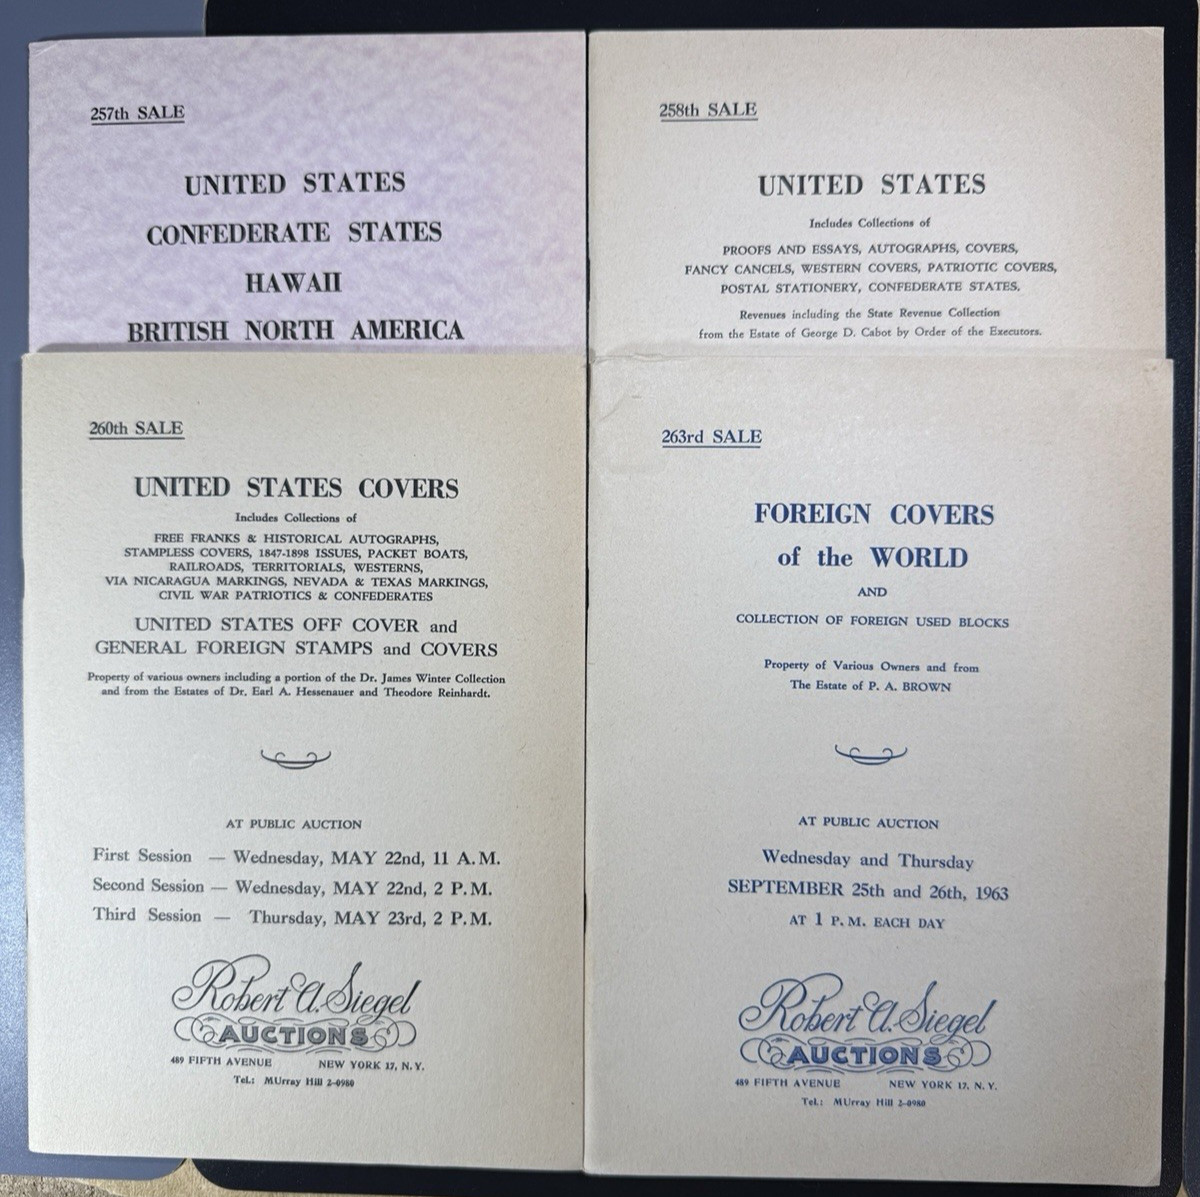 257th SALE
UNITED STATES
CONFEDERATE STATES
HAWAII
BRITISH NORTH AMERICA
258th SALE
UNITED STATES
Includes Collections of
PROOFS AND ESSAYS, AUTOGRAPHS, COVERS,
FANCY CANCELS, WESTERN COVERS, PATRIOTIC COVERS,
POSTAL STATIONERY, CONFEDERATE STATES,
Revenues including the State Revenue Collection
from the Estate of George D. Cabot by Order of the Executors.
260th SALE
UNITED STATES COVERS
Includes Collections of
FREE FRANKS & HISTORICAL AUTOGRAPHS,
STAMPLESS COVERS, 1847-1898 ISSUES, PACKET BOATS,
RAILROADS, TERRITORIALS, WESTERNS,
VIA NICARAGUA MARKINGS, NEVADA & TEXAS MARKINGS,
CIVIL WAR PATRIOTICS & CONFEDERATES
UNITED STATES OFF COVER and
GENERAL FOREIGN STAMPS and COVERS
Property of various owners including a portion of the Dr. James Winter Collection
and from the Estates of Dr. Earl A. Hessenauer and Theodore Reinhardt.
AT PUBLIC AUCTION
First Session — Wednesday, MAY 22nd, 11 A.M.
Second Session — Wednesday, MAY 22nd, 2 P.M.
Third Session — Thursday, MAY 23rd, 2 P.M.
Robert A. Siegel
AUCTIONS
489 FIFTH AVENUE NEW YORK 17, N.Y.
Tel.: MUrray Hill 2-0980
263rd SALE
FOREIGN COVERS
of the WORLD
AND
COLLECTION OF FOREIGN USED BLOCKS
Property of Various Owners and from
The Estate of P. A. BROWN
AT PUBLIC AUCTION
Wednesday and Thursday
SEPTEMBER 25th and 26th, 1963
AT 1 P.M. EACH DAY
Robert A. Siegel
AUCTIONS
489 FIFTH AVENUE NEW YORK 17, N.Y.
Tel.: MUrray Hill 2-0980